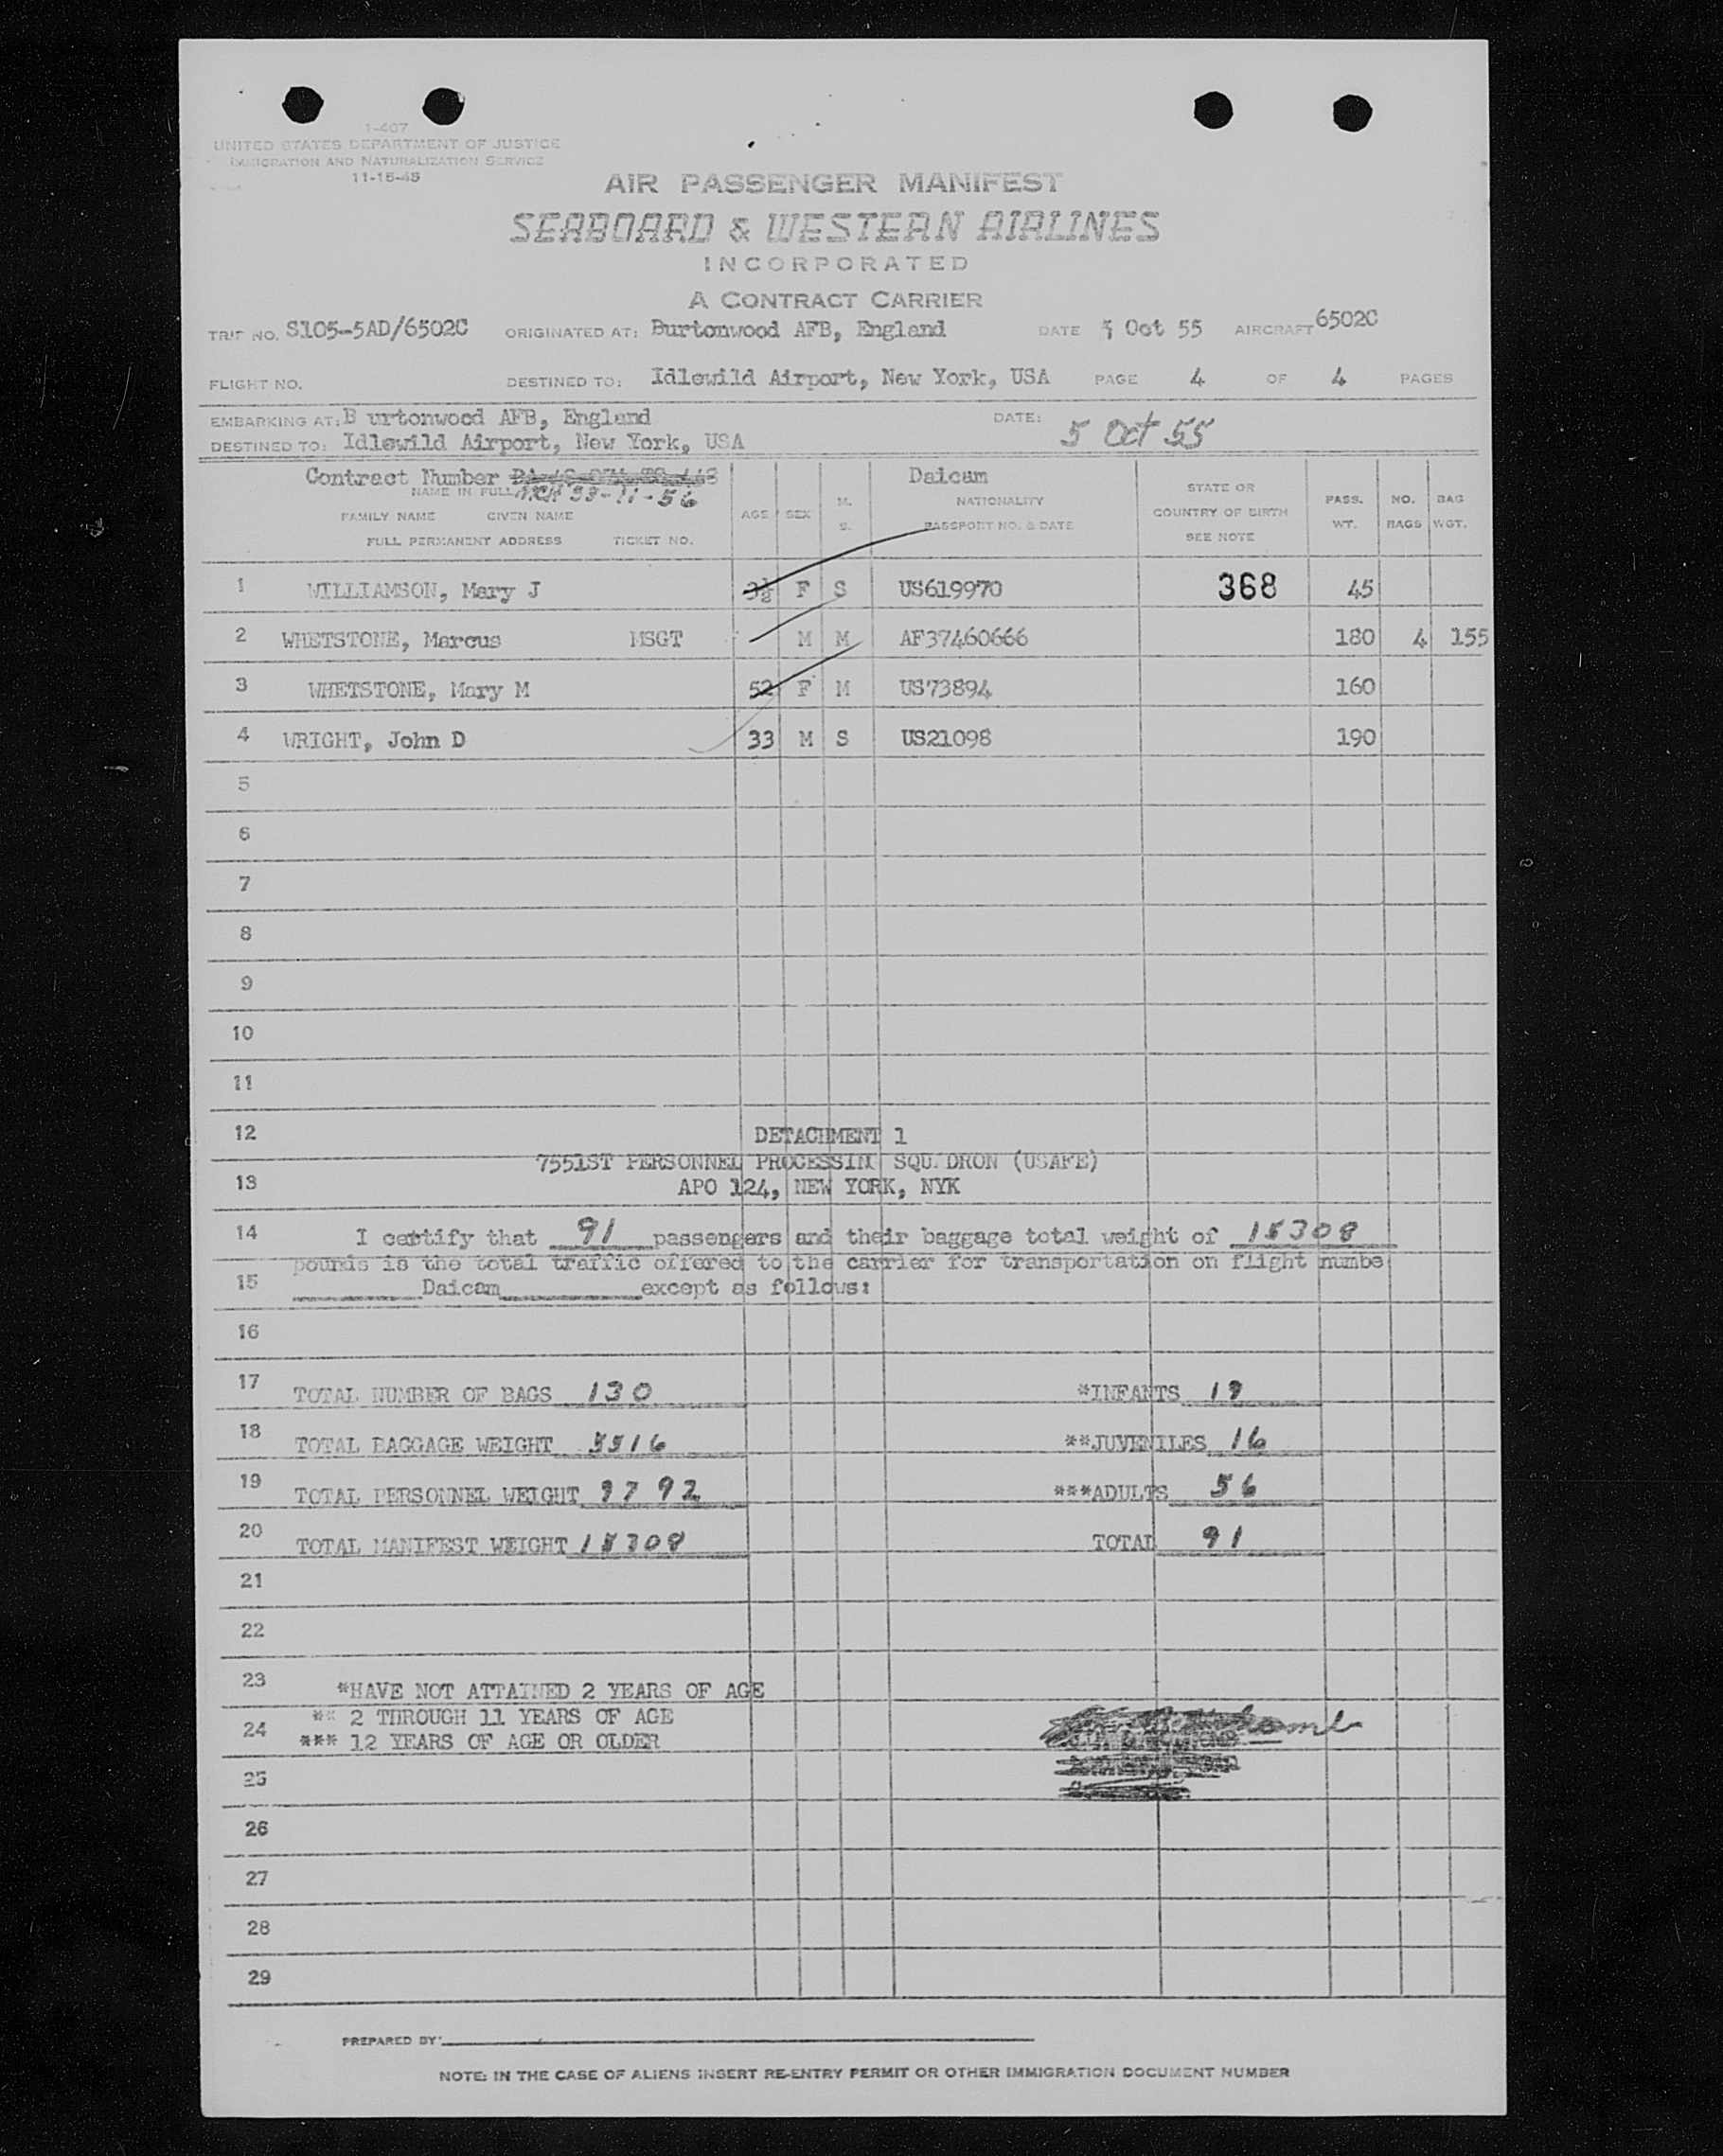 1-407
UNITED STATES DEPARTMENT OF JUSTICE
IMMIGRATION AND NATURALIZATION SERVICE
11-15-48
AIR PASSENGER MANIFEST
SEABOARD & WESTERN AIRLINES
INCORPORATED
A CONTRACT CARRIER
TRIP NO. S105-5AD/6502C ORIGINATED AT: Burtonwood AFB, England DATE 5 Oct 55 AIRCRAFT 6502C
FLIGHT NO. DESTINED TO: Idlewild Airport, New York, USA PAGE 4 OF 4 PAGES
EMBARKING AT: B urtonwood AFB, England DATE: 5 Oct 55
DESTINED TO: Idlewild Airport, New York, USA
Contract Number Daicam
NAME IN FULL 33-11-56 M. NATIONALITY STATE OR PASS. NO. BAG
FAMILY NAME GIVEN NAME AGE SEX S. PASSPORT NO. & DATE COUNTRY OF BIRTH WT. BAGS WGT.
FULL PERMANENT ADDRESS TICKET NO. SEE NOTE
1 WILLIAMSON, Mary J 3½ F S US619970 368 45
2 WHETSTONE, Marcus MSGT M M AF37460666 180 4 155
3 WHETSTONE, Mary M 52 F M US73894 160
4 WRIGHT, John D 33 M S US21098 190
5
6
7
8
9
10
11
12 DETACHMENT 1
7551ST PERSONNEL PROCESSIN SQU DRON (USAFE)
13 APO 124, NEW YORK, NYK
14 I certify that 91 passengers and their baggage total weight of 15308
pounds is the total traffic offered to the carrier for transportation on flight numbe
15 Daicam except as follows:
16
17 TOTAL NUMBER OF BAGS 130 *INFANTS 19
18 TOTAL BAGGAGE WEIGHT 5516 **JUVENILES 16
19 TOTAL PERSONNEL WEIGHT 9792 ***ADULTS 56
20 TOTAL MANIFEST WEIGHT 15308 TOTAL 91
21
22
23 *HAVE NOT ATTAINED 2 YEARS OF AGE
** 2 THROUGH 11 YEARS OF AGE
24 *** 12 YEARS OF AGE OR OLDER
25
26
27
28
29
PREPARED BY:
NOTE: IN THE CASE OF ALIENS INSERT RE-ENTRY PERMIT OR OTHER IMMIGRATION DOCUMENT NUMBER